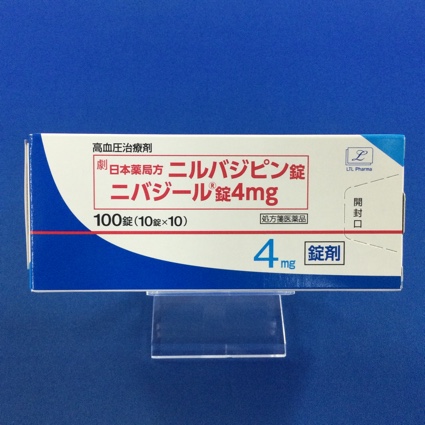 高血圧治療剤
劇 日本薬局方 ニルバジピン錠
ニバジール®錠4mg
100錠(10錠×10)
処方箋医薬品
L
LTL Pharma
開封口
4mg
錠剤